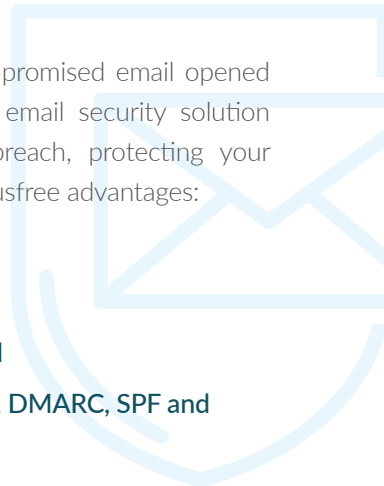 promised email opened
email security solution
breach, protecting your
usfree advantages:
DMARC, SPF and